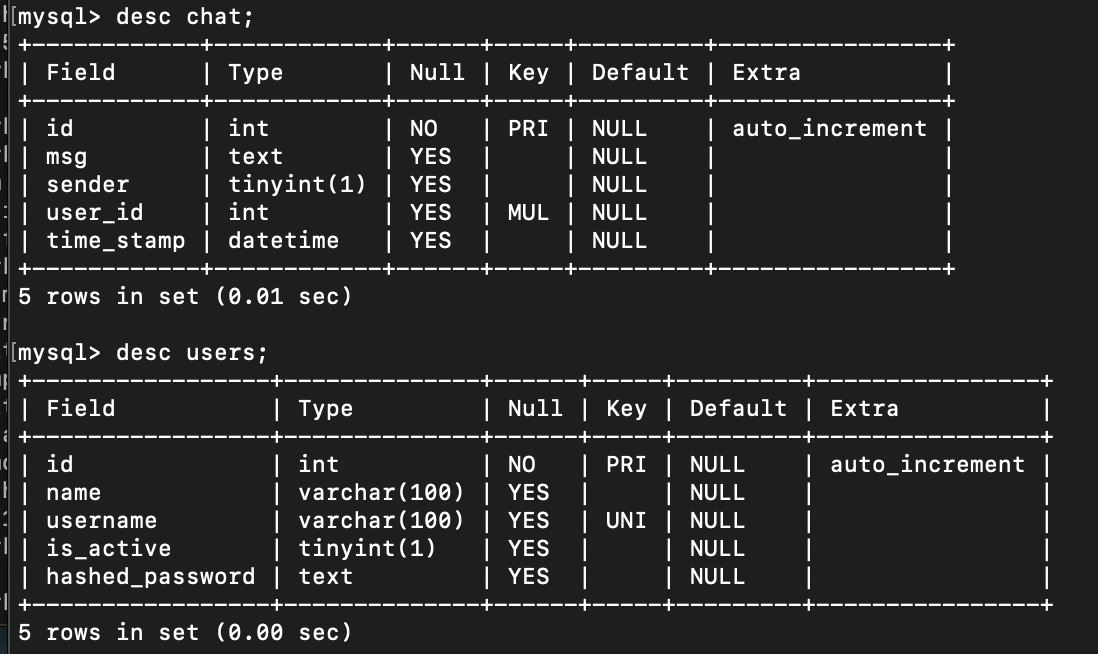 [mysql> desc chat;
+------------+------------+------+-----+---------+----------------+
| Field      | Type       | Null | Key | Default | Extra          |
+------------+------------+------+-----+---------+----------------+
| id         | int        | NO   | PRI | NULL    | auto_increment |
| msg        | text       | YES  |     | NULL    |                |
| sender     | tinyint(1) | YES  |     | NULL    |                |
| user_id    | int        | YES  | MUL | NULL    |                |
| time_stamp | datetime   | YES  |     | NULL    |                |
+------------+------------+------+-----+---------+----------------+
5 rows in set (0.01 sec)
[mysql> desc users;
+-----------------+--------------+------+-----+---------+----------------+
| Field           | Type         | Null | Key | Default | Extra          |
+-----------------+--------------+------+-----+---------+----------------+
| id              | int          | NO   | PRI | NULL    | auto_increment |
| name            | varchar(100) | YES  |     | NULL    |                |
| username        | varchar(100) | YES  | UNI | NULL    |                |
| is_active       | tinyint(1)   | YES  |     | NULL    |                |
| hashed_password | text         | YES  |     | NULL    |                |
+-----------------+--------------+------+-----+---------+----------------+
5 rows in set (0.00 sec)